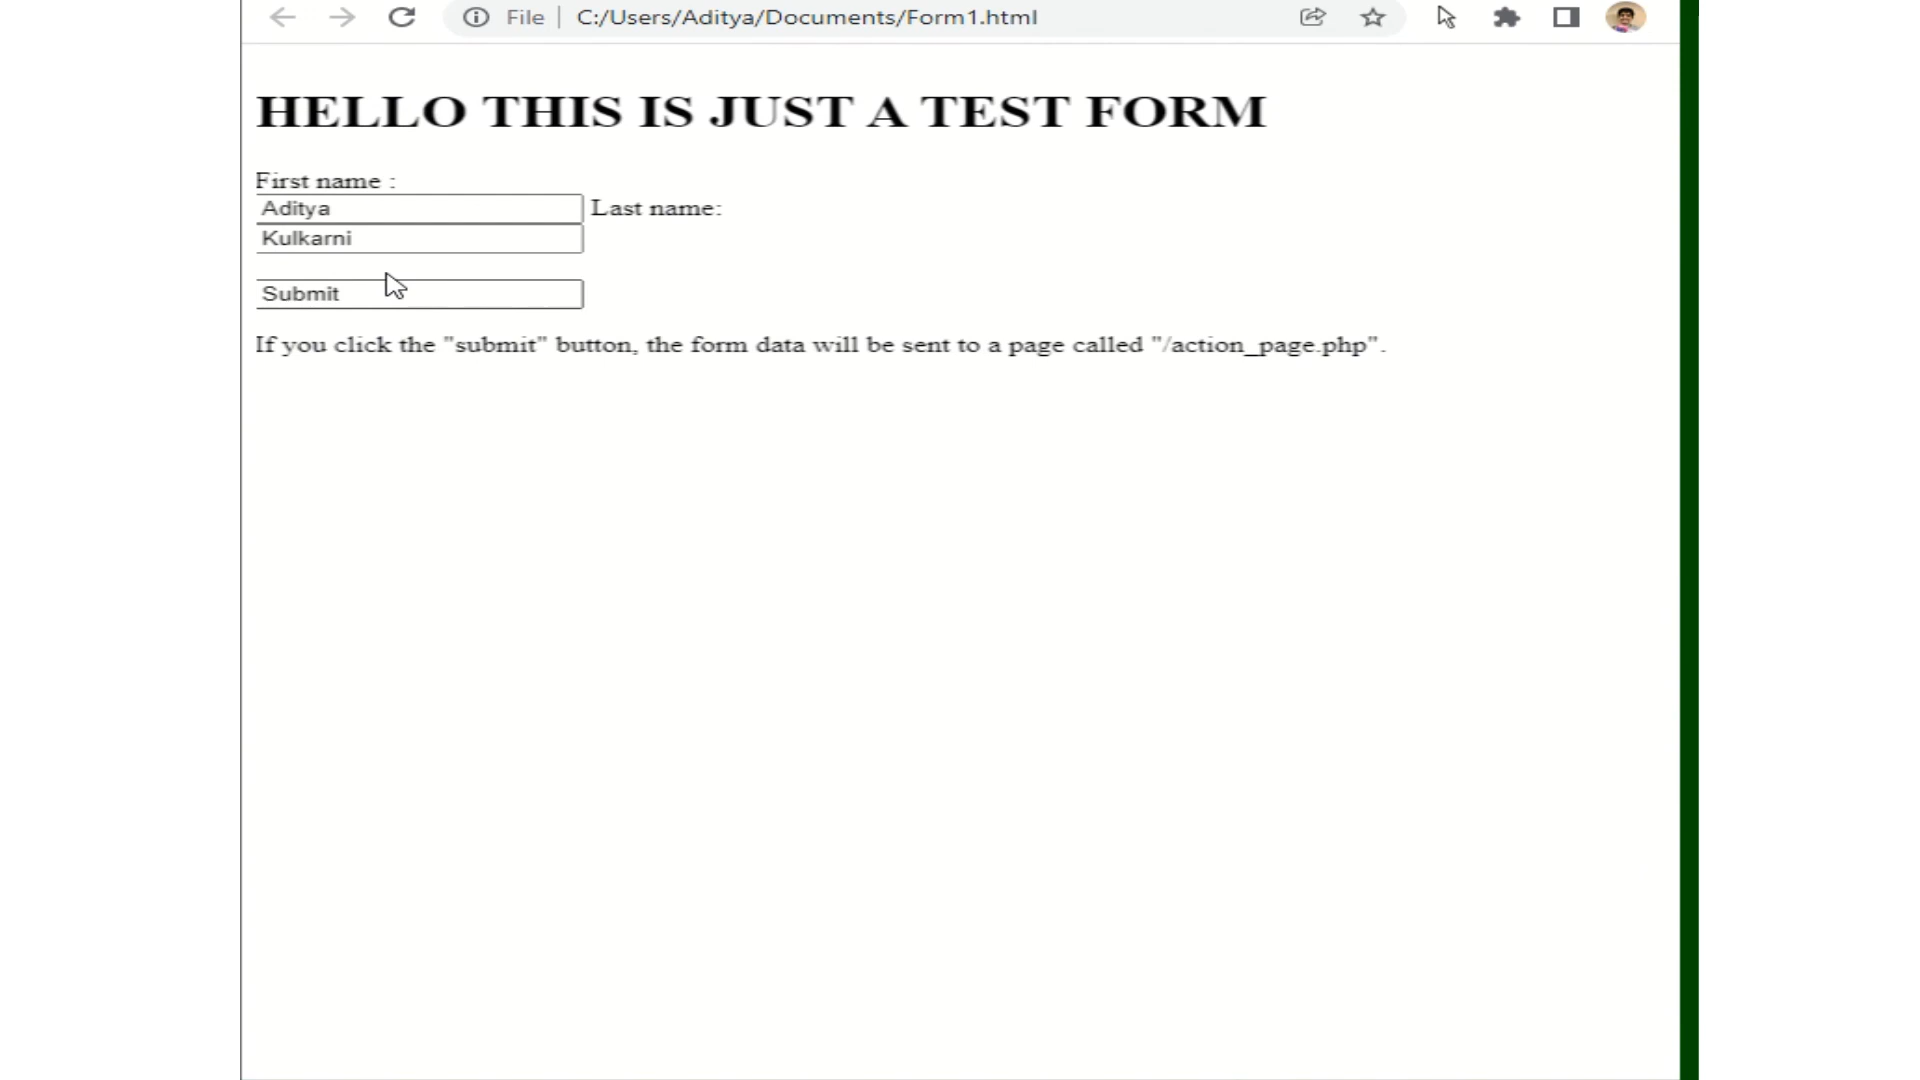 File | C:/Users/Aditya/Documents/Form1.html
HELLO THIS IS JUST A TEST FORM
First name :
Aditya Last name:
Kulkarni
Submit
If you click the "submit" button, the form data will be sent to a page called "/action_page.php".